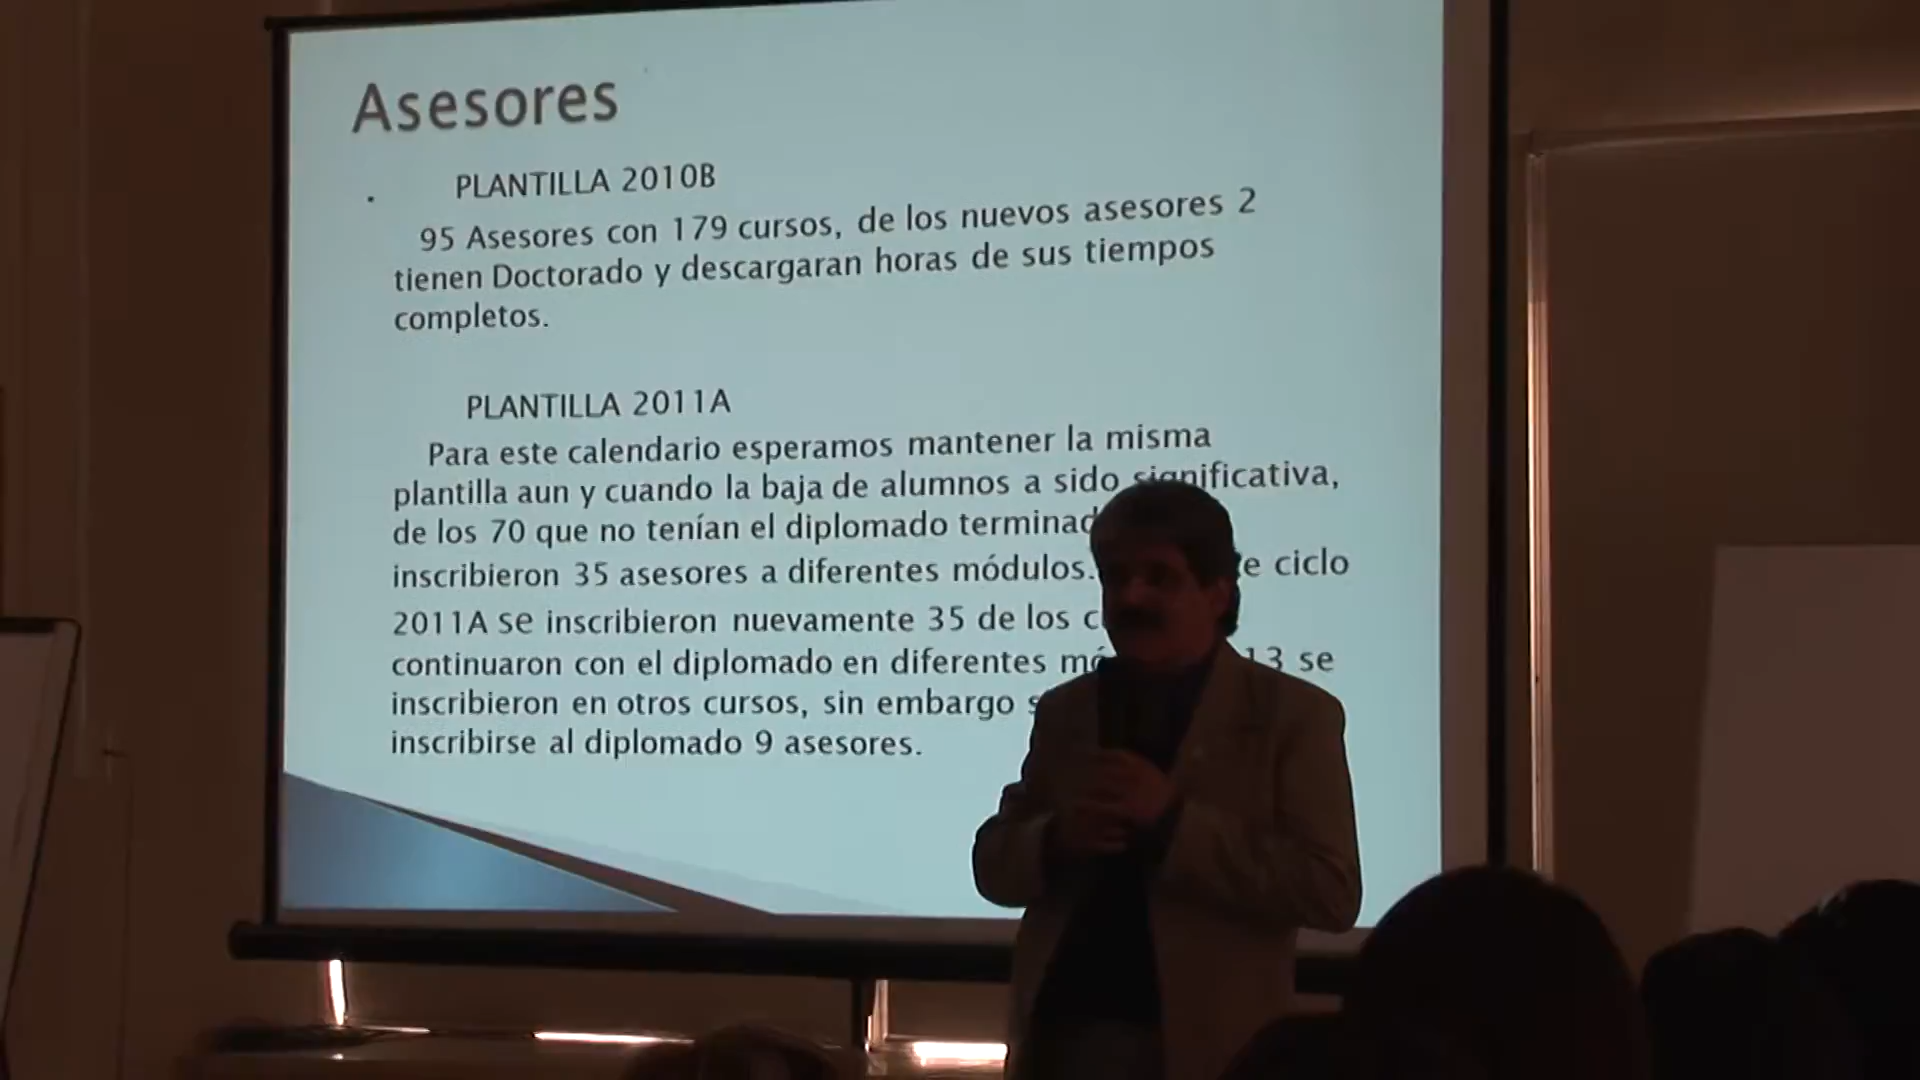 Asesores
PLANTILLA 2010B
95 Asesores con 179 cursos, de los nuevos asesores 2
tienen Doctorado y descargaran horas de sus tiempos
completos.
PLANTILLA 2011A
Para este calendario esperamos mantener la misma
plantilla aun y cuando la baja de alumnos a sido significativa,
de los 70 que no tenían el diplomado
inscribieron 35 asesores a diferentes módulos. ciclo
2011A se inscribieron nuevamente 35 de los
continuaron con el diplomado en diferentes 13 se
inscribieron en otros cursos, sin embargo
inscribirse al diplomado 9 asesores.